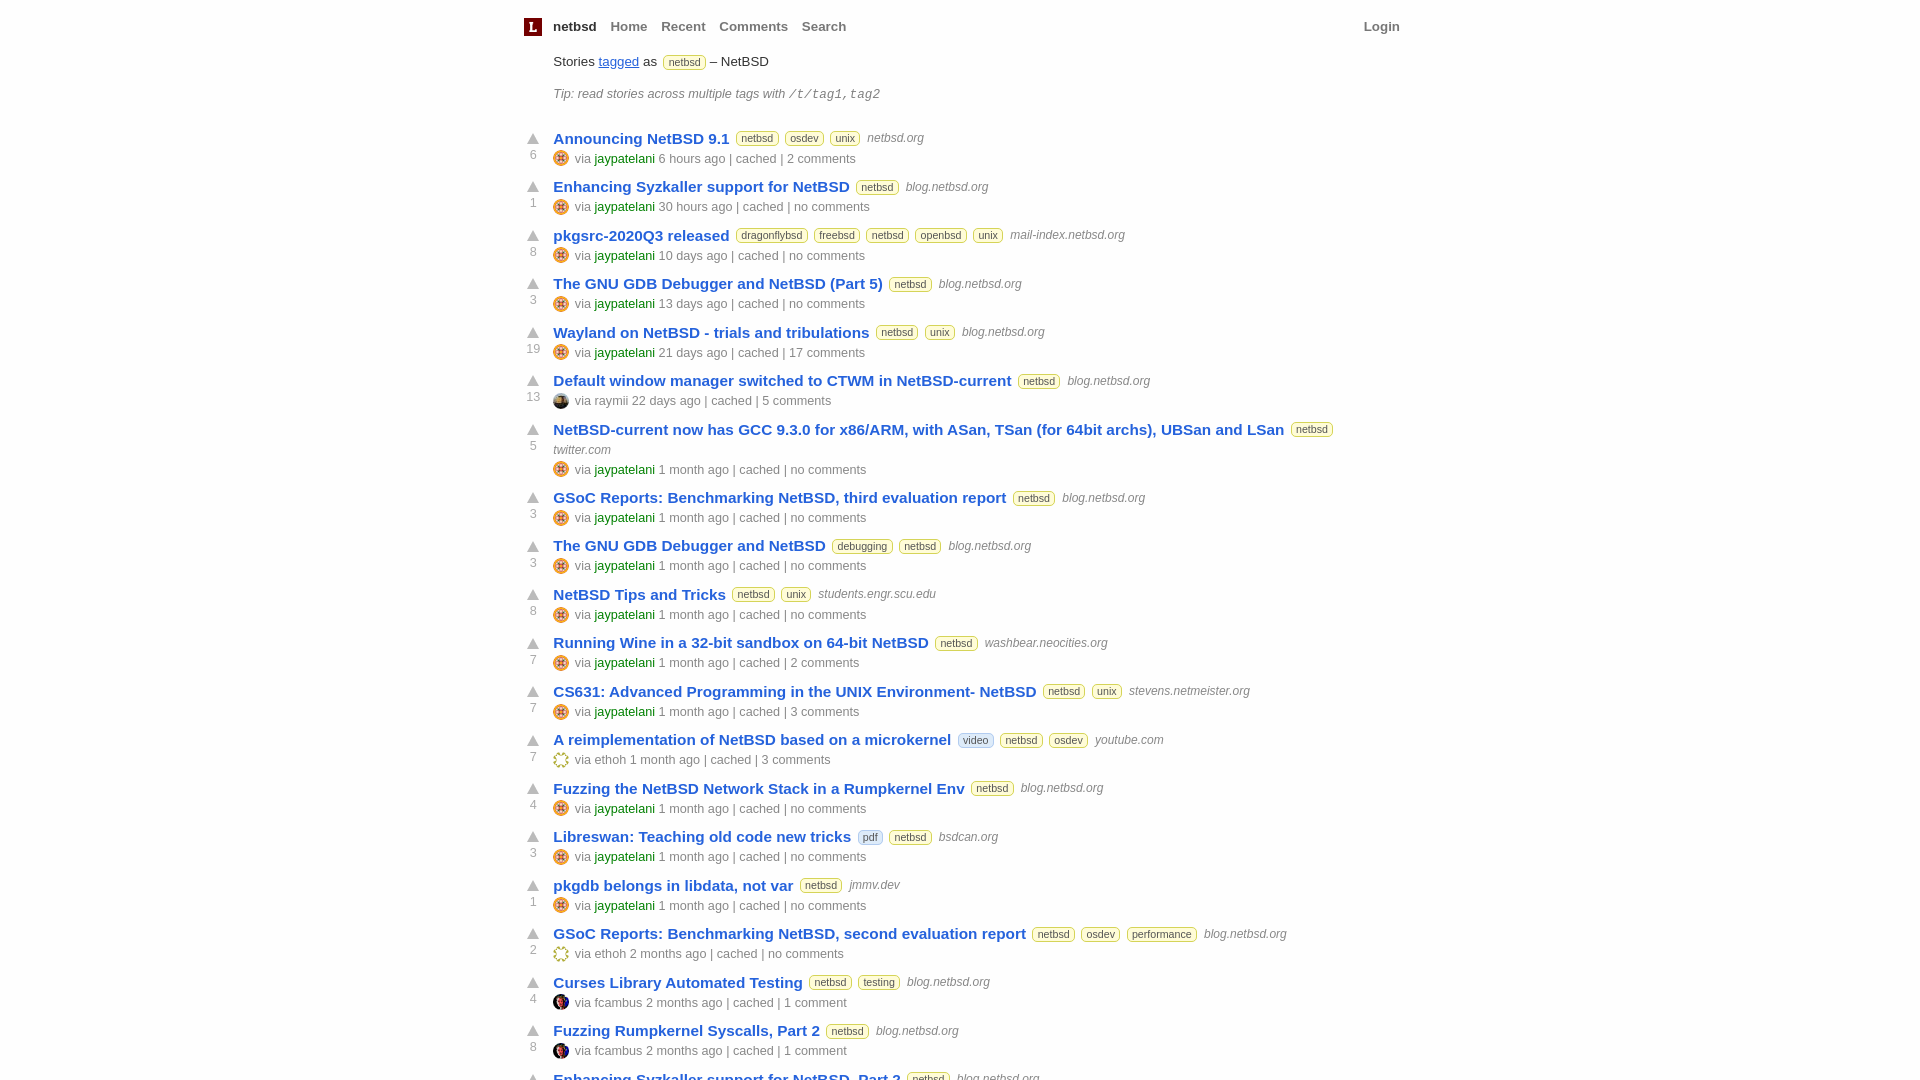 L netbsd Home Recent Comments Search Login
Stories tagged as netbsd – NetBSD
Tip: read stories across multiple tags with /t/tag1,tag2
Announcing NetBSD 9.1 netbsd osdev unix netbsd.org
6 via jaypatelani 6 hours ago | cached | 2 comments
Enhancing Syzkaller support for NetBSD netbsd blog.netbsd.org
1 via jaypatelani 30 hours ago | cached | no comments
pkgsrc-2020Q3 released dragonflybsd freebsd netbsd openbsd unix mail-index.netbsd.org
8 via jaypatelani 10 days ago | cached | no comments
The GNU GDB Debugger and NetBSD (Part 5) netbsd blog.netbsd.org
3 via jaypatelani 13 days ago | cached | no comments
Wayland on NetBSD - trials and tribulations netbsd unix blog.netbsd.org
19 via jaypatelani 21 days ago | cached | 17 comments
Default window manager switched to CTWM in NetBSD-current netbsd blog.netbsd.org
13 via raymii 22 days ago | cached | 5 comments
NetBSD-current now has GCC 9.3.0 for x86/ARM, with ASan, TSan (for 64bit archs), UBSan and LSan netbsd
5 twitter.com
via jaypatelani 1 month ago | cached | no comments
GSoC Reports: Benchmarking NetBSD, third evaluation report netbsd blog.netbsd.org
3 via jaypatelani 1 month ago | cached | no comments
The GNU GDB Debugger and NetBSD debugging netbsd blog.netbsd.org
3 via jaypatelani 1 month ago | cached | no comments
NetBSD Tips and Tricks netbsd unix students.engr.scu.edu
8 via jaypatelani 1 month ago | cached | no comments
Running Wine in a 32-bit sandbox on 64-bit NetBSD netbsd washbear.neocities.org
7 via jaypatelani 1 month ago | cached | 2 comments
CS631: Advanced Programming in the UNIX Environment- NetBSD netbsd unix stevens.netmeister.org
7 via jaypatelani 1 month ago | cached | 3 comments
A reimplementation of NetBSD based on a microkernel video netbsd osdev youtube.com
7 via ethoh 1 month ago | cached | 3 comments
Fuzzing the NetBSD Network Stack in a Rumpkernel Env netbsd blog.netbsd.org
4 via jaypatelani 1 month ago | cached | no comments
Libreswan: Teaching old code new tricks pdf netbsd bsdcan.org
3 via jaypatelani 1 month ago | cached | no comments
pkgdb belongs in libdata, not var netbsd jmmv.dev
1 via jaypatelani 1 month ago | cached | no comments
GSoC Reports: Benchmarking NetBSD, second evaluation report netbsd osdev performance blog.netbsd.org
2 via ethoh 2 months ago | cached | no comments
Curses Library Automated Testing netbsd testing blog.netbsd.org
4 via fcambus 2 months ago | cached | 1 comment
Fuzzing Rumpkernel Syscalls, Part 2 netbsd blog.netbsd.org
8 via fcambus 2 months ago | cached | 1 comment
Enhancing Syzkaller support for NetBSD, Part 2 netbsd blog.netbsd.org